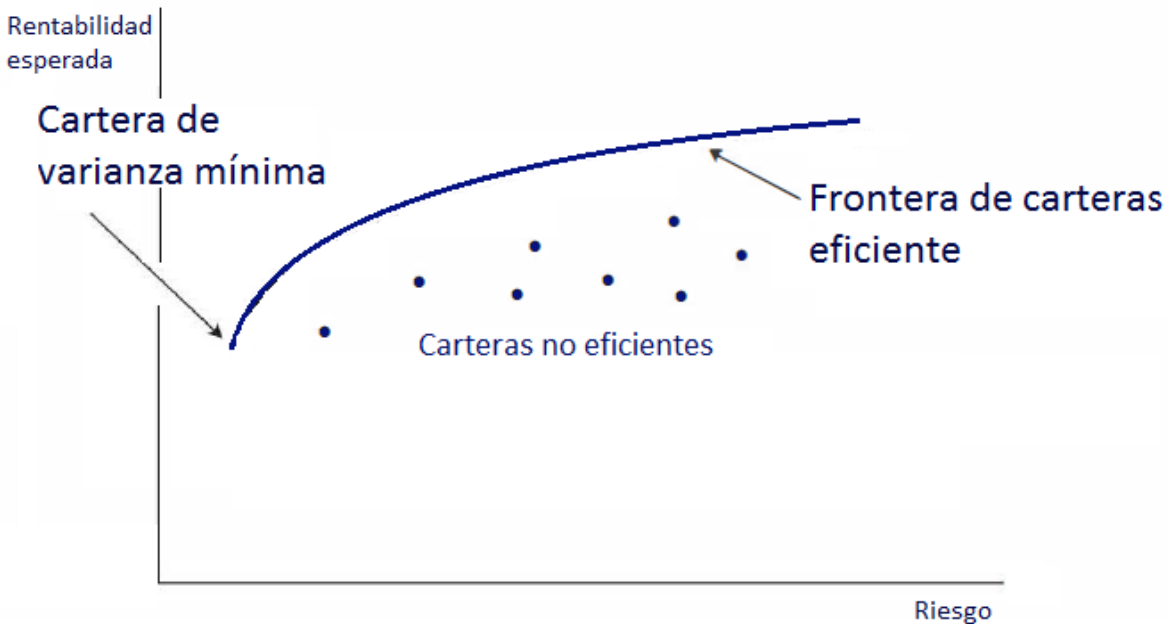 Rentabilidad
esperada
Cartera de
varianza mínima
Frontera de carteras
eficiente
Carteras no eficientes
Riesgo